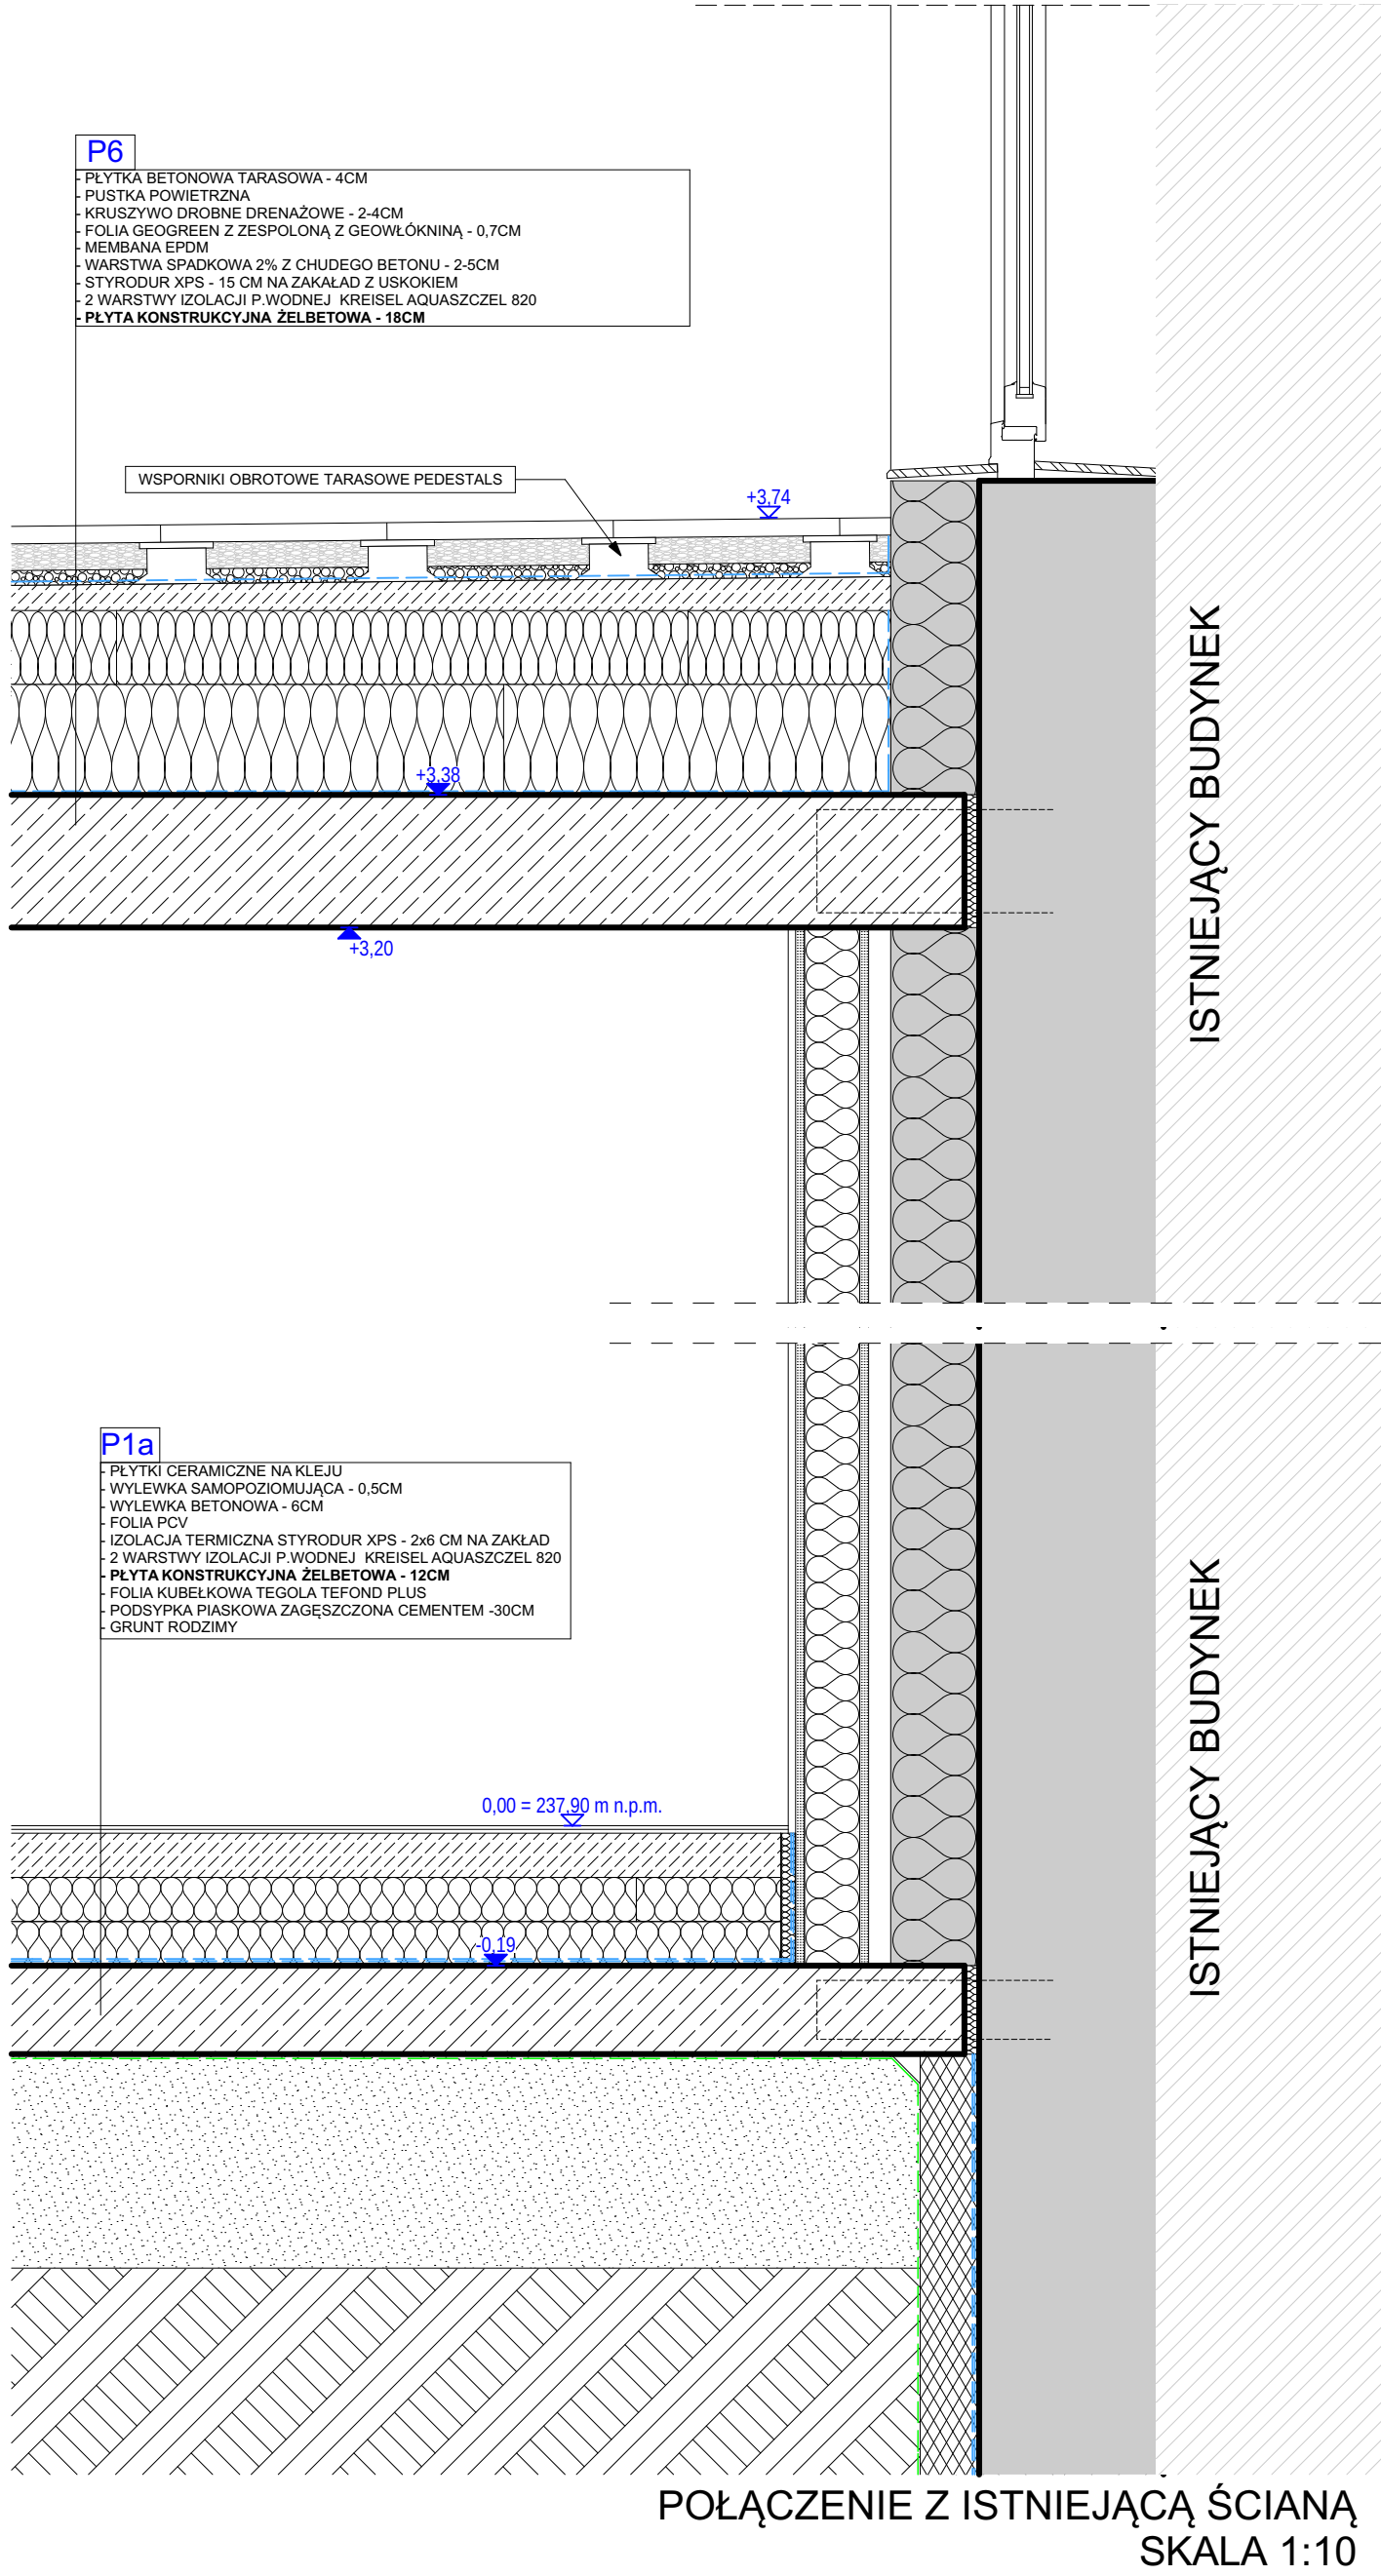 P6
- PŁYTKA BETONOWA TARASOWA - 4CM
- PUSTKA POWIETRZNA
- KRUSZYWO DROBNE DRENAŻOWE - 2-4CM
- FOLIA GEOGREEN Z ZESPOLONĄ Z GEOWŁÓKNINĄ - 0,7CM
- MEMBANA EPDM
- WARSTWA SPADKOWA 2% Z CHUDEGO BETONU - 2-5CM
- STYRODUR XPS - 15 CM NA ZAKAŁAD Z USKOKIEM
- 2 WARSTWY IZOLACJI P.WODNEJ KREISEL AQUASZCZEL 820
- PŁYTA KONSTRUKCYJNA ŻELBETOWA - 18CM
WSPORNIKI OBROTOWE TARASOWE PEDESTALS
+3,74
+3,38
+3,20
ISTNIEJĄCY BUDYNEK
P1a
- PŁYTKI CERAMICZNE NA KLEJU
- WYLEWKA SAMOPOZIOMUJĄCA - 0,5CM
- WYLEWKA BETONOWA - 6CM
- FOLIA PCV
- IZOLACJA TERMICZNA STYRODUR XPS - 2x6 CM NA ZAKŁAD
- 2 WARSTWY IZOLACJI P.WODNEJ KREISEL AQUASZCZEL 820
- PŁYTA KONSTRUKCYJNA ŻELBETOWA - 12CM
- FOLIA KUBEŁKOWA TEGOLA TEFOND PLUS
- PODSYPKA PIASKOWA ZAGĘSZCZONA CEMENTEM -30CM
- GRUNT RODZIMY
0,00 = 237,90 m n.p.m.
-0,19
ISTNIEJĄCY BUDYNEK
POŁĄCZENIE Z ISTNIEJĄCĄ ŚCIANĄ
SKALA 1:10